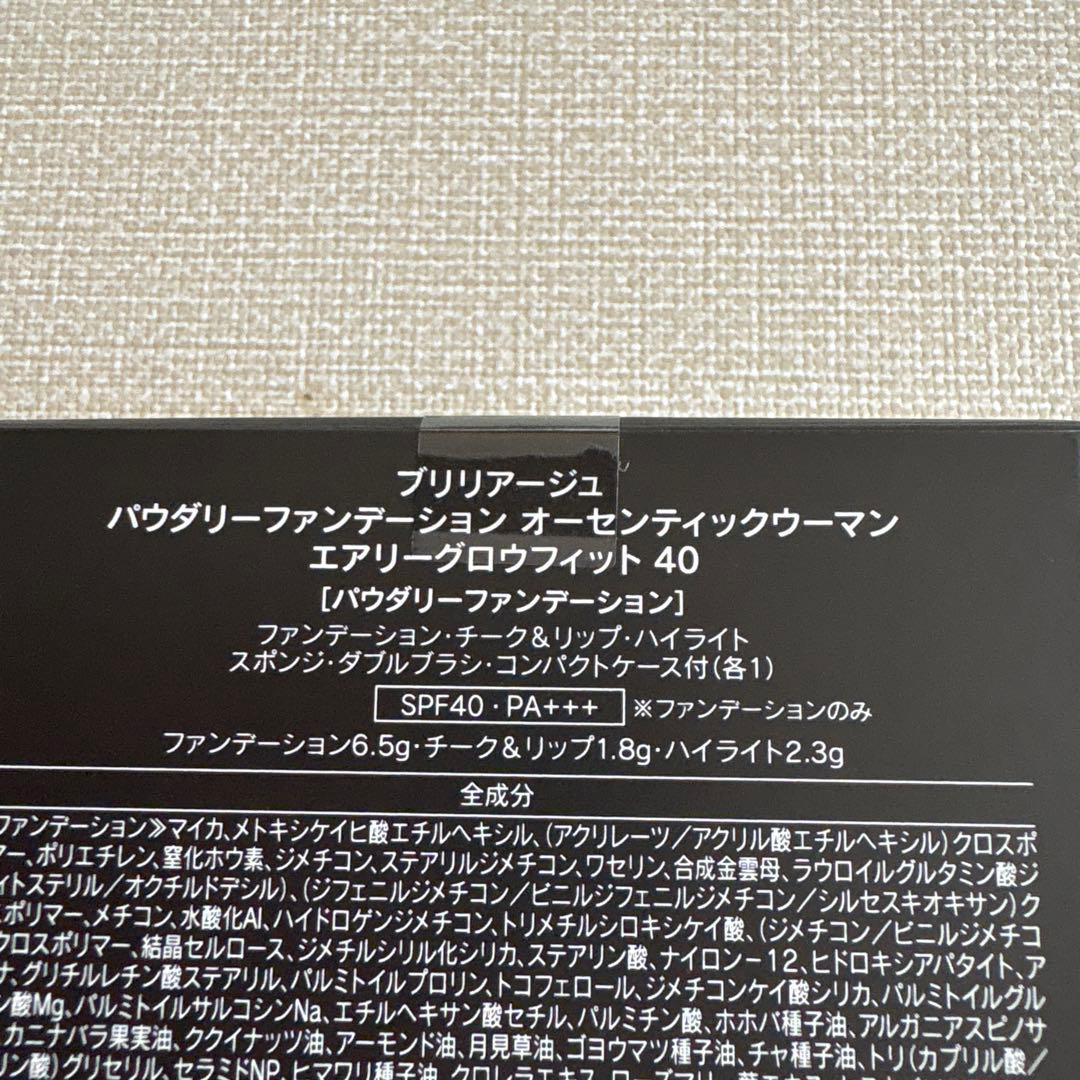 ブリリアージュ
パウダリーファンデーション オーセンティックウーマン
エアリーグロウフィット 40
[パウダリーファンデーション]
ファンデーション・チーク&リップ・ハイライト
スポンジ・ダブルブラシ・コンパクトケース付(各1)
SPF40・PA+++ ※ファンデーションのみ
ファンデーション6.5g・チーク&リップ1.8g・ハイライト2.3g
全成分
ファンデーション≫マイカ、メトキシケイヒ酸エチルヘキシル、(アクリレーツ/アクリル酸エチルヘキシル)クロスポ
マー、ポリエチレン、窒化ホウ素、ジメチコン、ステアリルジメチコン、ワセリン、合成金雲母、ラウロイルグルタミン酸ジ
イトステリル/オクチルドデシル)、(ジフェニルジメチコン/ビニルジフェニルジメチコン/シルセスキオキサン)ク
ポリマー、メチコン、水酸化Al、ハイドロゲンジメチコン、トリメチルシロキシケイ酸、(ジメチコン/ビニルジメチコ
クロスポリマー、結晶セルロース、ジメチルシリル化シリカ、ステアリン酸、ナイロン-12、ヒドロキシアパタイト、ア
ナ、グリチルレチン酸ステアリル、パルミトイルプロリン、トコフェロール、ジメチコンケイ酸シリカ、パルミトイルグル
酸Mg、パルミトイルサルコシンNa、エチルヘキサン酸セチル、パルミチン酸、ホホバ種子油、アルガニアスピノサ
カニナバラ果実油、ククイナッツ油、アーモンド油、月見草油、ゴヨウマツ種子油、チャ種子油、トリ(カプリル酸/
リン酸)グリセリル、セラミドNP、ヒマワリ種子油、クロレラエキス、ローズマリー葉エキス